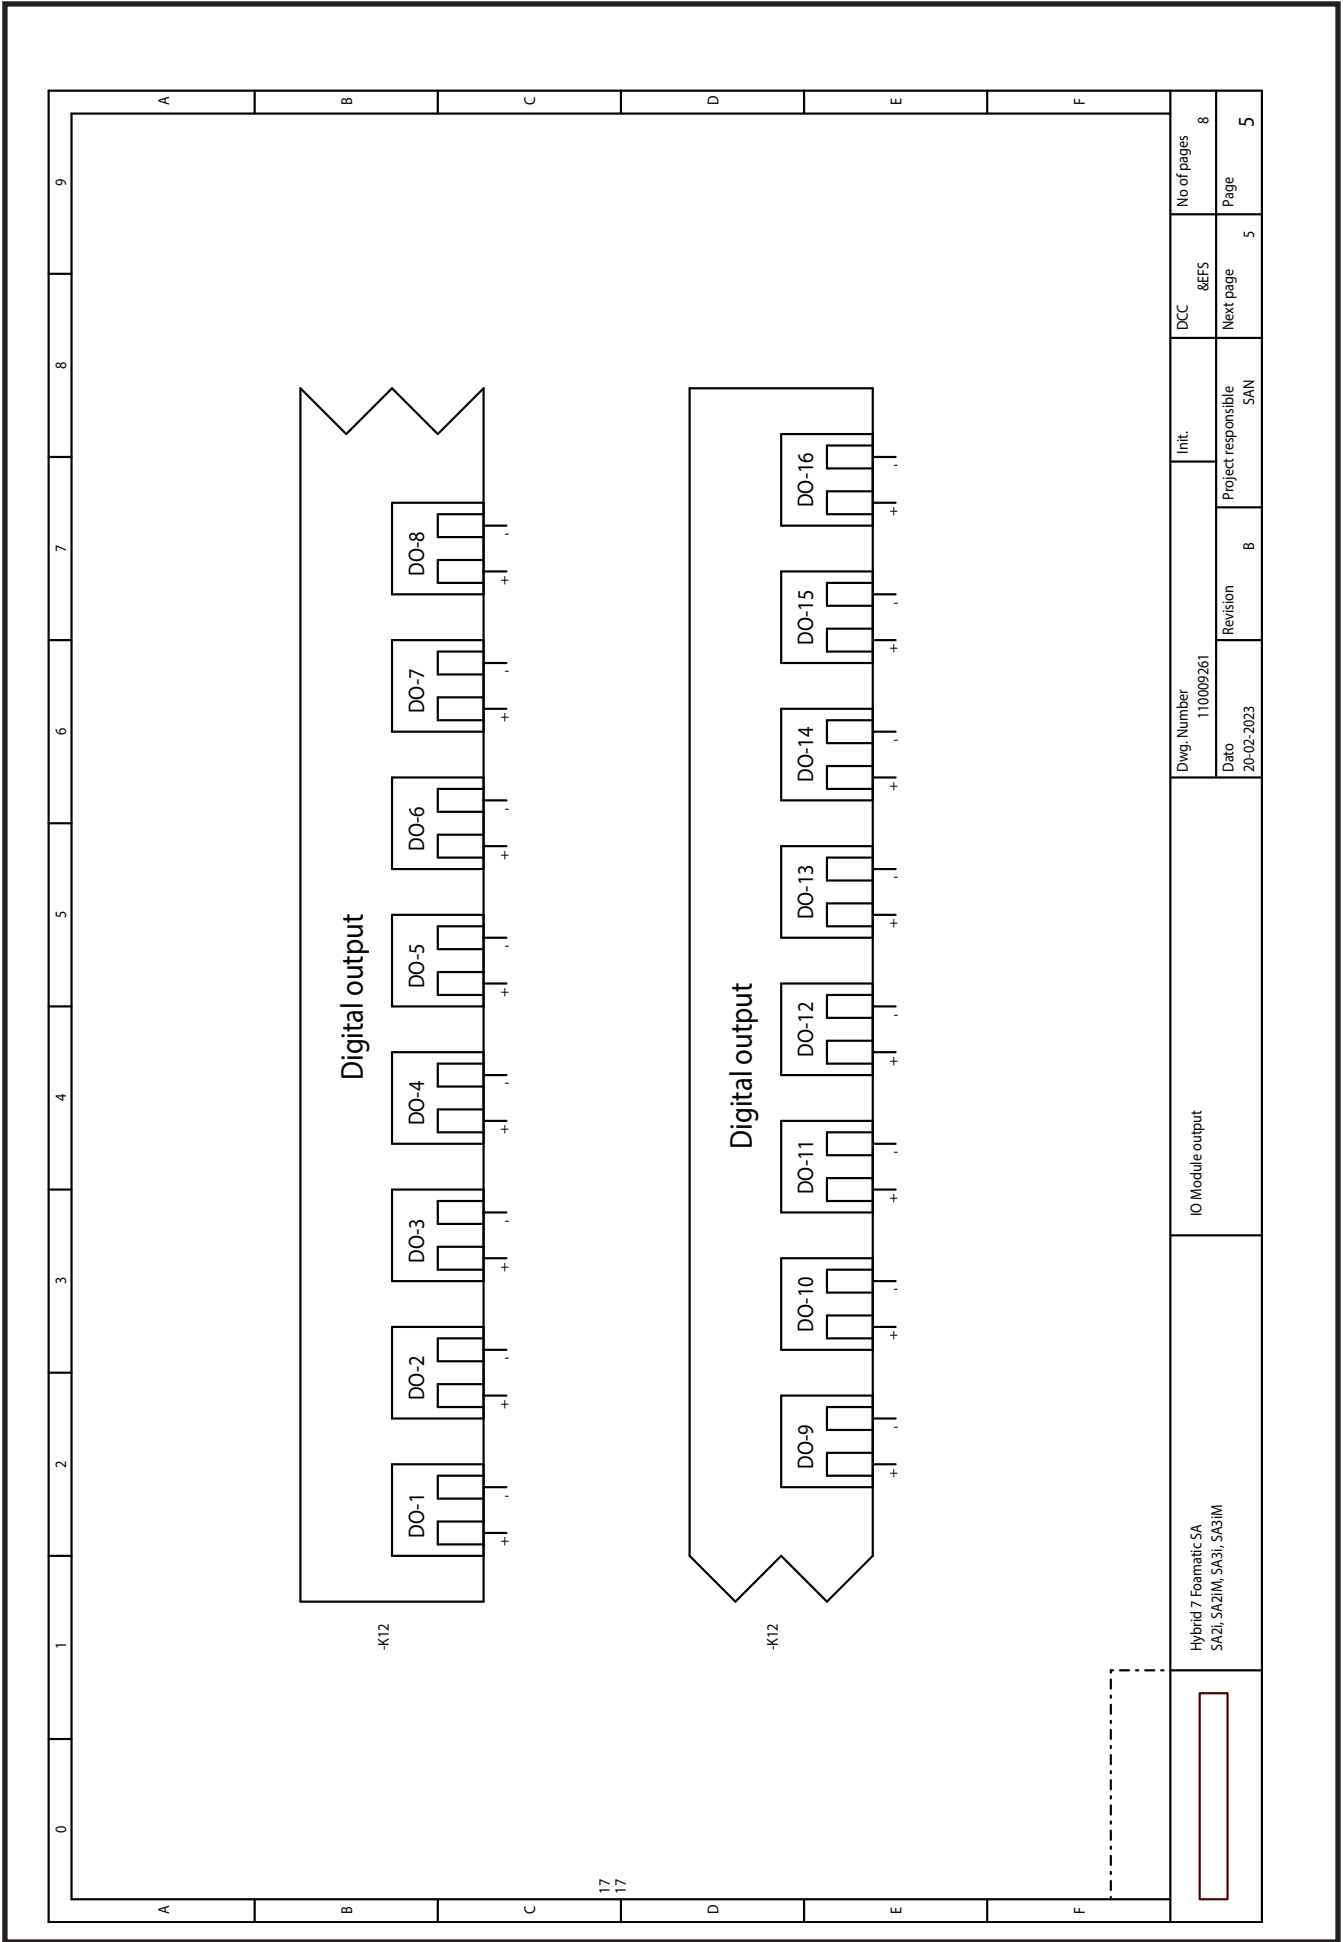 0 1 2 3 4 5 6 7 8 9
A A
B B
C C
D D
E E
F F
Digital output
-K12
DO-1 DO-2 DO-3 DO-4 DO-5 DO-6 DO-7 DO-8
+ - + - + - + - + - + - + - + -
17
17
Digital output
-K12
DO-9 DO-10 DO-11 DO-12 DO-13 DO-14 DO-15 DO-16
+ - + - + - + - + - + - + - + -
Hybrid 7 Foamatic SA
SA2i, SA2iM, SA3i, SA3iM
IO Module output
Dwg. Number
110009261
Init.
DCC
&EFS
No of pages
8
Dato
20-02-2023
Revision
B
Project responsible
SAN
Next page
5
Page
5